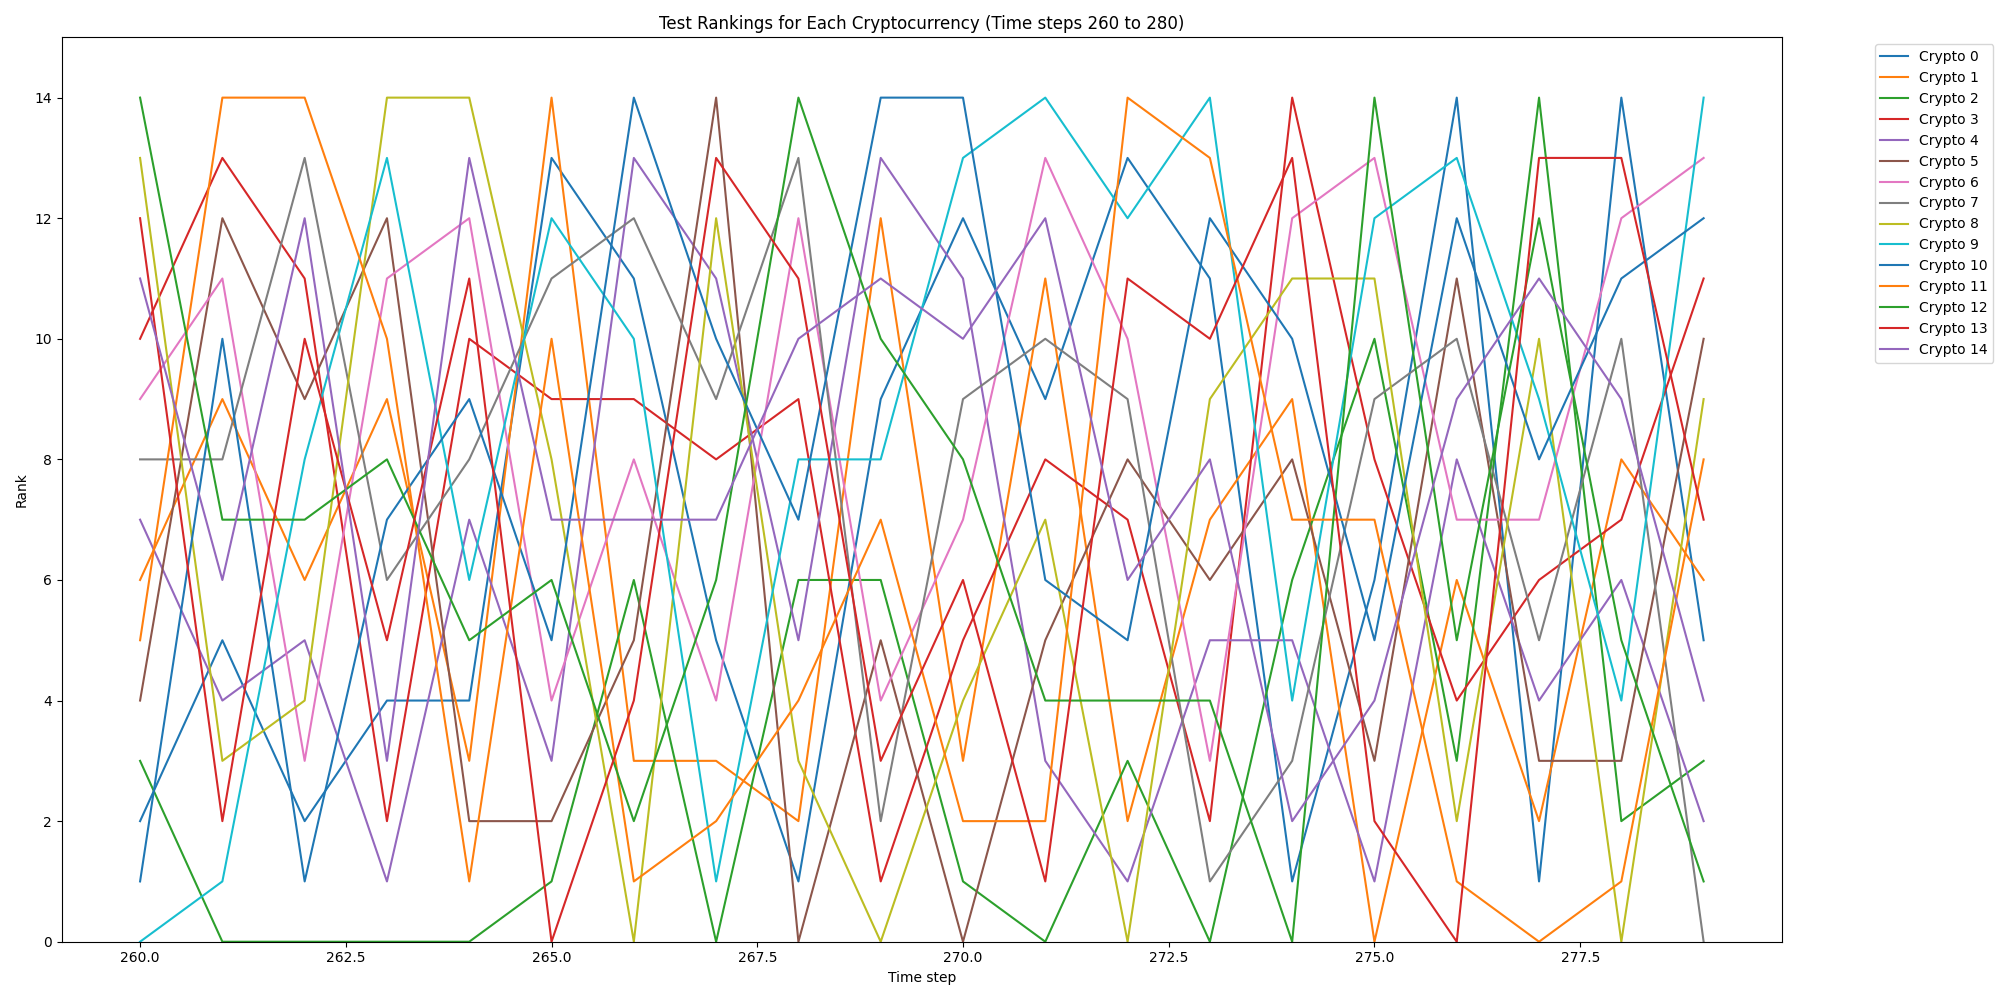 Test Rankings for Each Cryptocurrency (Time steps 260 to 280)
Rank
14
12
10
8
6
4
2
0
260.0 262.5 265.0 267.5 270.0 272.5 275.0 277.5
Time step
Crypto 0
Crypto 1
Crypto 2
Crypto 3
Crypto 4
Crypto 5
Crypto 6
Crypto 7
Crypto 8
Crypto 9
Crypto 10
Crypto 11
Crypto 12
Crypto 13
Crypto 14